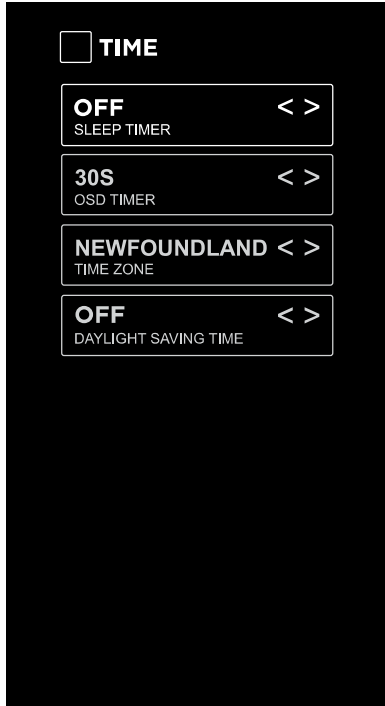 TIME
OFF < >
SLEEP TIMER
30S < >
OSD TIMER
NEWFOUNDLAND < >
TIME ZONE
OFF < >
DAYLIGHT SAVING TIME